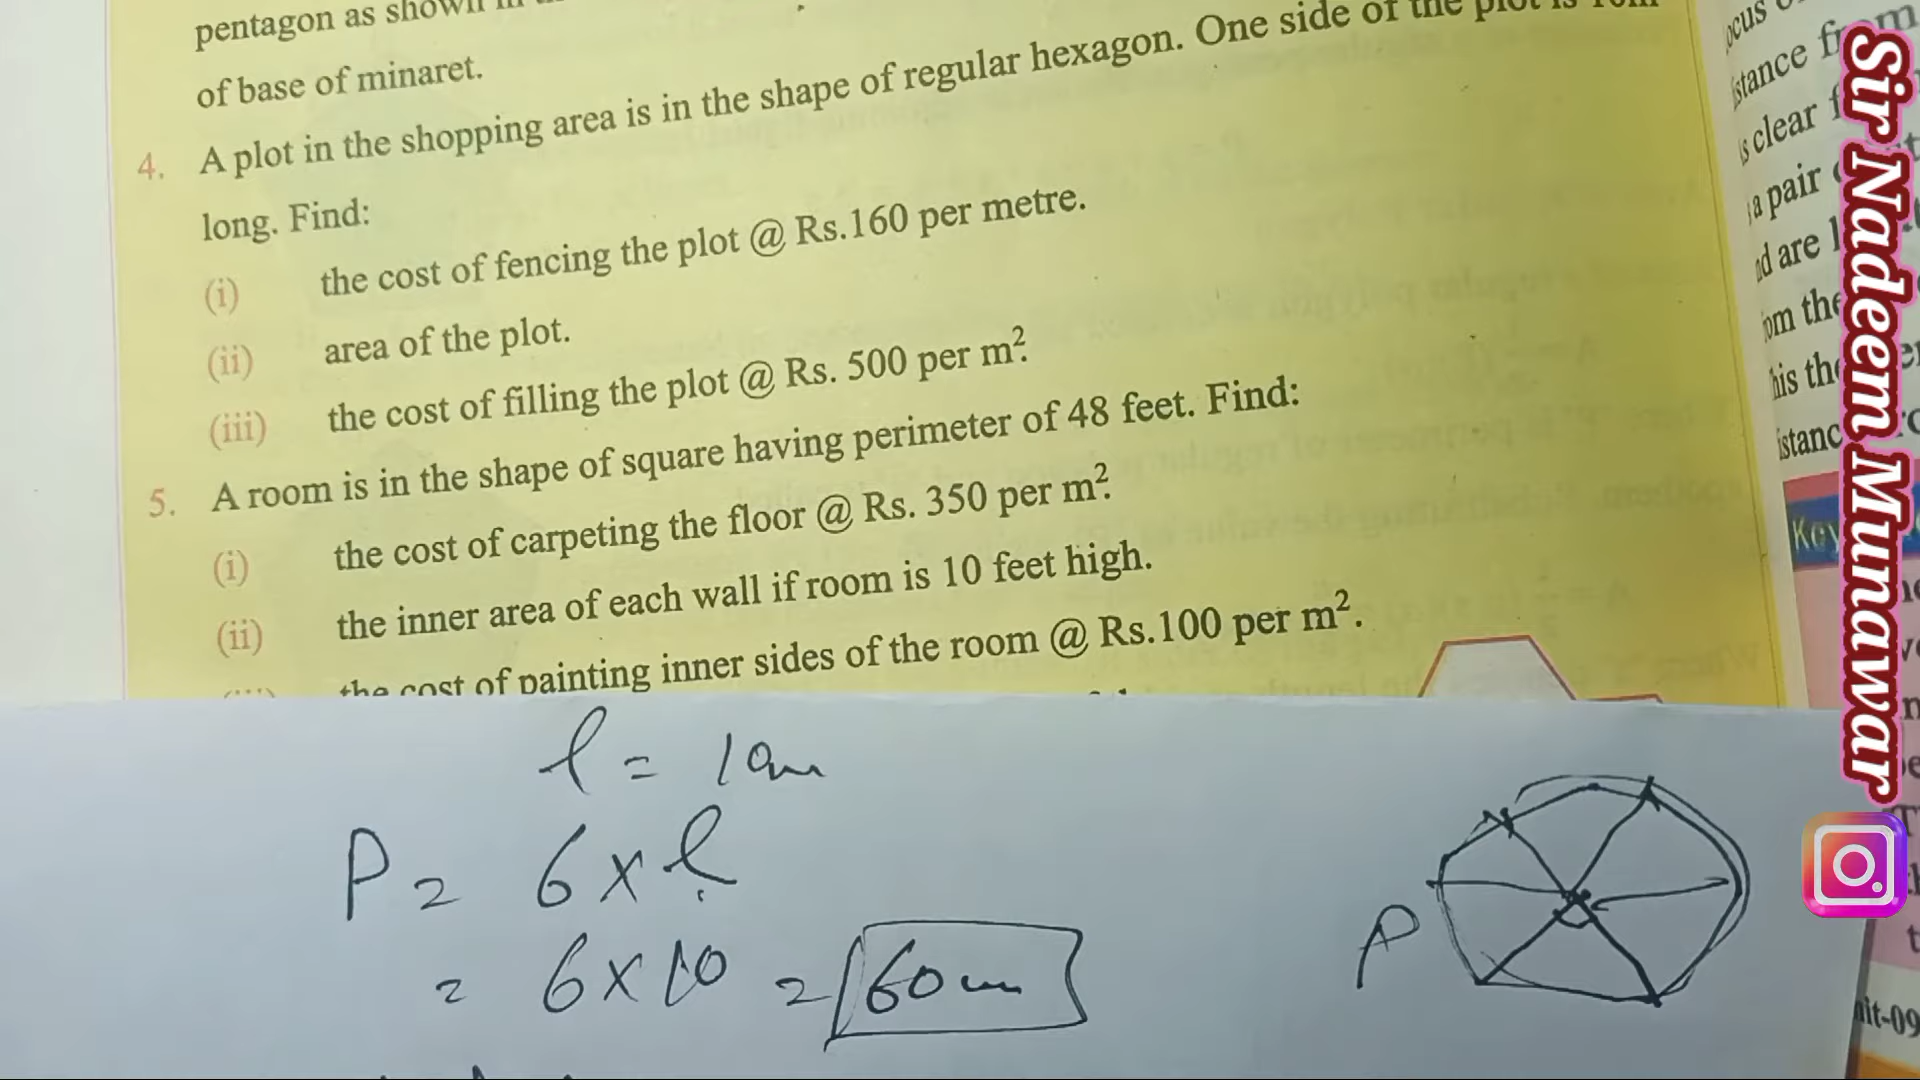 pentagon as shown in
of base of minaret.
4. A plot in the shopping area is in the shape of regular hexagon. One side of the plot is 10m
long. Find:
(i) the cost of fencing the plot @ Rs.160 per metre.
(ii) area of the plot.
(iii) the cost of filling the plot @ Rs. 500 per m².
5. A room is in the shape of square having perimeter of 48 feet. Find:
(i) the cost of carpeting the floor @ Rs. 350 per m².
(ii) the inner area of each wall if room is 10 feet high.
the cost of painting inner sides of the room @ Rs.100 per m².
l = 10m
P = 6 × l
= 6 × 10 = 60m
P
from
is clear
a pair
are
the
Key
Sir Nadeem Munawar